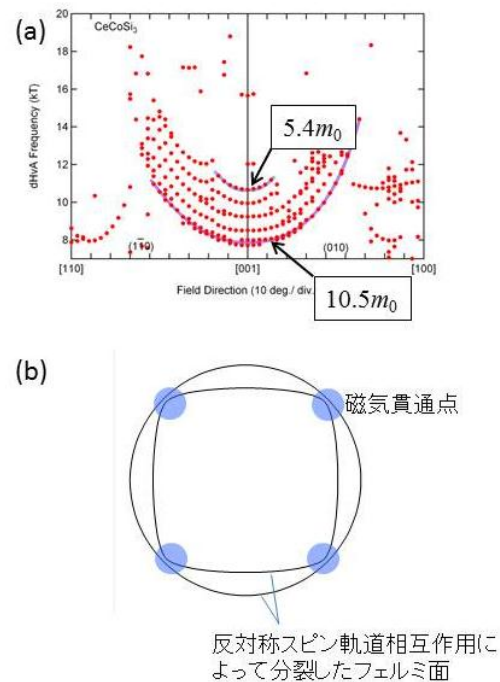 (a)
CeCoSi3
dHvA Frequency (kT)
20
18
16
14
12
10
8
5.4m0
10.5m0
(11̅0)
(010)
[110]
[001]
[100]
Field Direction (10 deg./ div.
(b)
磁気貫通点
反対称スピン軌道相互作用に
よって分裂したフェルミ面